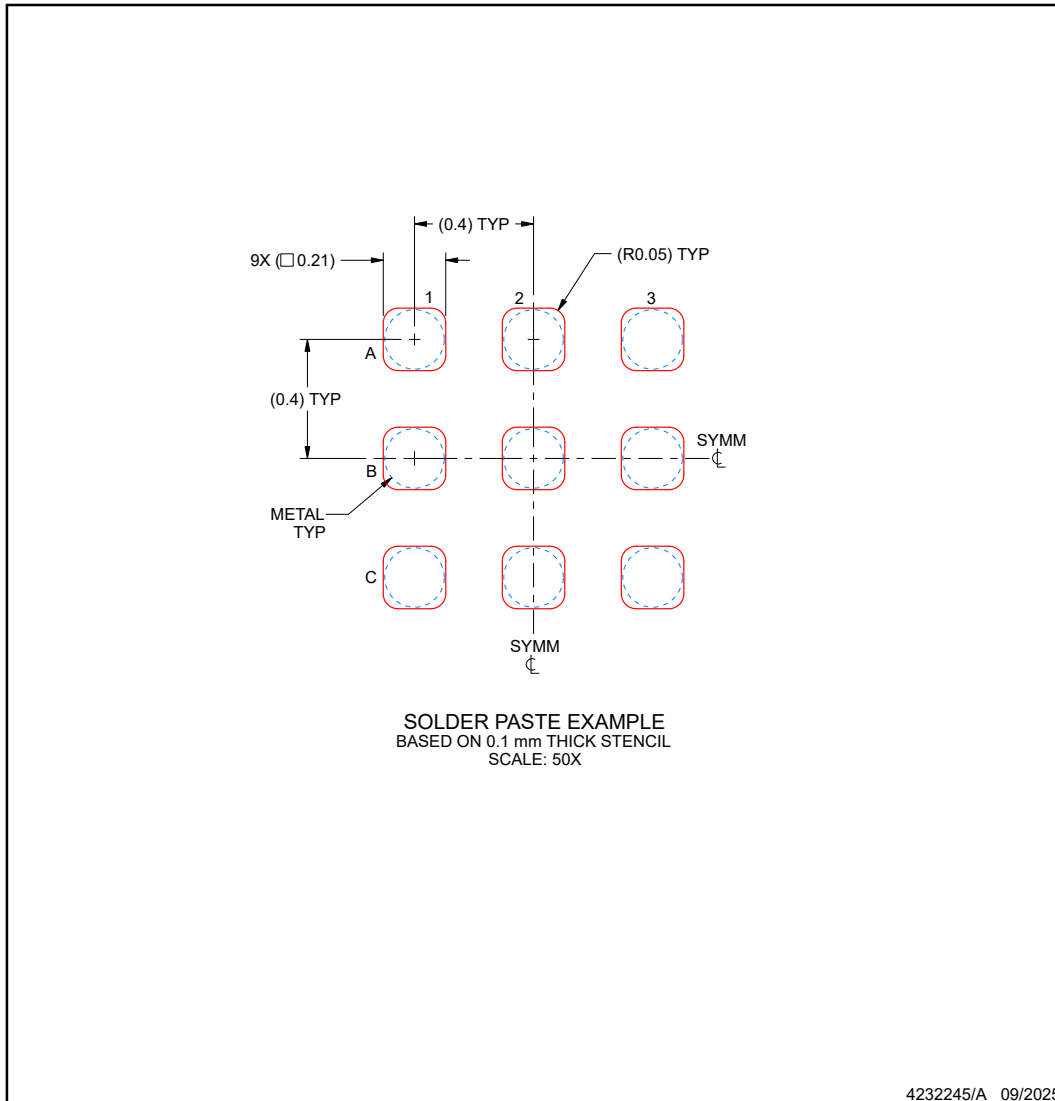 (0.4) TYP
9X (□ 0.21)
(R0.05) TYP
1
2
3
A
(0.4) TYP
SYMM
℄
B
METAL
TYP
C
SYMM
℄
SOLDER PASTE EXAMPLE
BASED ON 0.1 mm THICK STENCIL
SCALE: 50X
4232245/A 09/2025